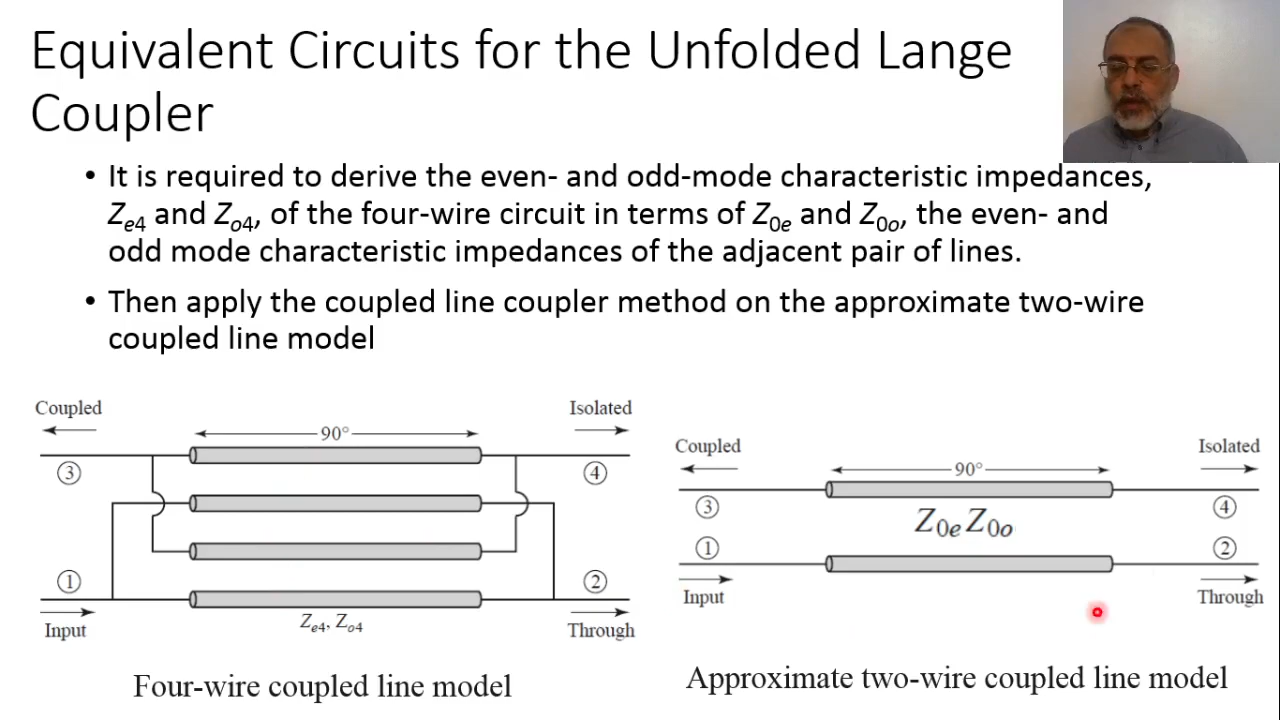 Equivalent Circuits for the Unfolded Lange
Coupler
• It is required to derive the even- and odd-mode characteristic impedances,
Ze4 and Zo4, of the four-wire circuit in terms of Z0e and Z0o, the even- and
odd mode characteristic impedances of the adjacent pair of lines.
• Then apply the coupled line coupler method on the approximate two-wire
coupled line model
Coupled
Isolated
90°
③
④
①
②
Ze4, Zo4
Input
Through
Four-wire coupled line model
Coupled
Isolated
90°
③
④
Z0e Z0o
①
②
Input
Through
Approximate two-wire coupled line model